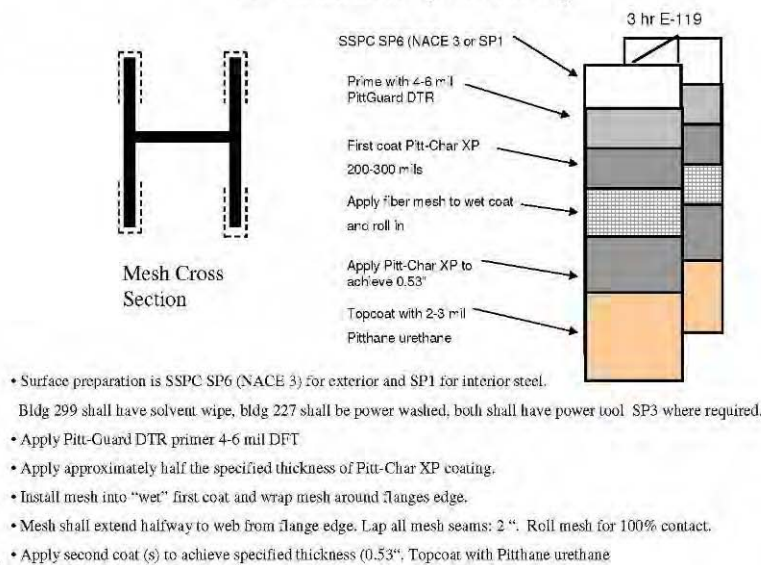 3 hr E-119
SSPC SP6 (NACE 3 or SP1
Prime with 4-6 mil
PittGuard DTR
First coat Pitt-Char XP
200-300 mils
Apply fiber mesh to wet coat
and roll in
Apply Pitt-Char XP to
achieve 0.53"
Topcoat with 2-3 mil
Pitthane urethane
Mesh Cross
Section
• Surface preparation is SSPC SP6 (NACE 3) for exterior and SP1 for interior steel.
Bldg 299 shall have solvent wipe, bldg 227 shall be power washed, both shall have power tool SP3 where required.
• Apply Pitt-Guard DTR primer 4-6 mil DFT
• Apply approximately half the specified thickness of Pitt-Char XP coating.
• Install mesh into “wet” first coat and wrap mesh around flanges edge.
• Mesh shall extend halfway to web from flange edge. Lap all mesh seams: 2 “. Roll mesh for 100% contact.
• Apply second coat (s) to achieve specified thickness (0.53“. Topcoat with Pitthane urethane